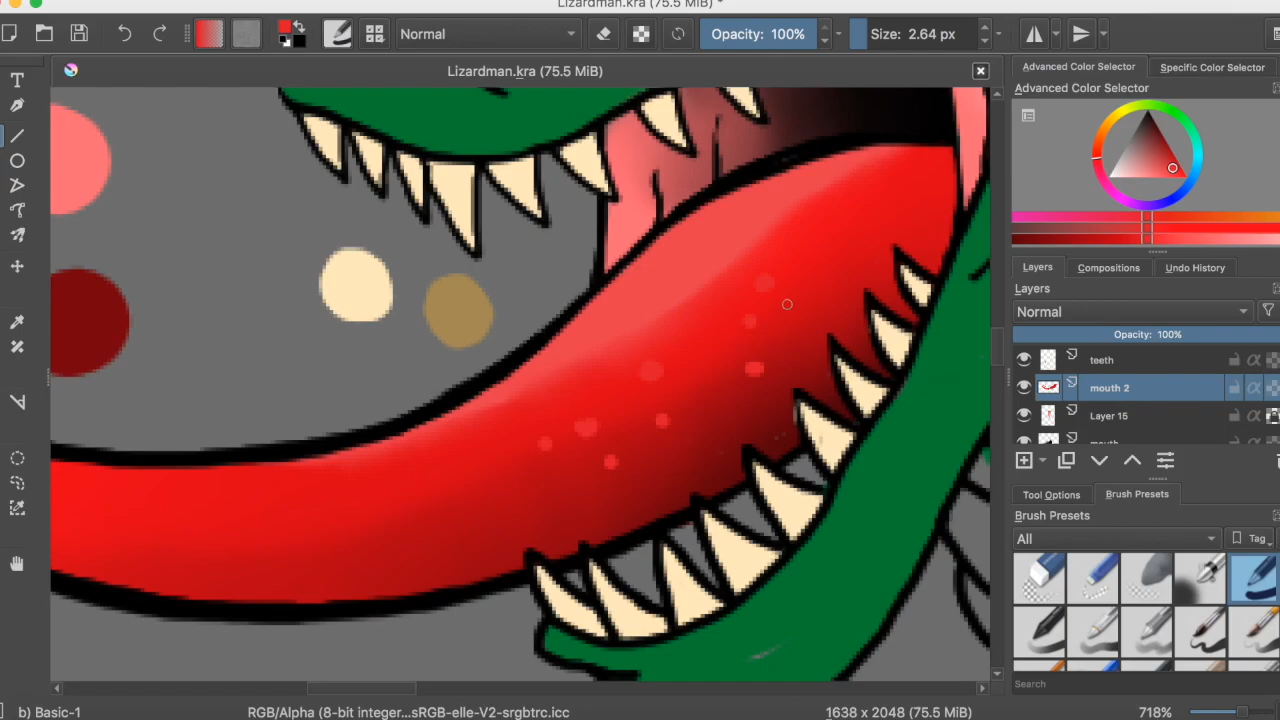 Lizardman.kra (75.5 MiB) *
Normal
Opacity: 100%
Size: 2.64 px
Lizardman.kra (75.5 MiB)
Advanced Color Selector
Specific Color Selector
Advanced Color Selector
Layers
Compositions
Undo History
Layers
Normal
Opacity: 100%
teeth
mouth 2
Layer 15
mouth
Tool Options
Brush Presets
Brush Presets
All
Tag
Search
b) Basic-1
RGB/Alpha (8-bit integer...sRGB-elle-V2-srgbtrc.icc
1638 x 2048 (75.5 MiB)
718%